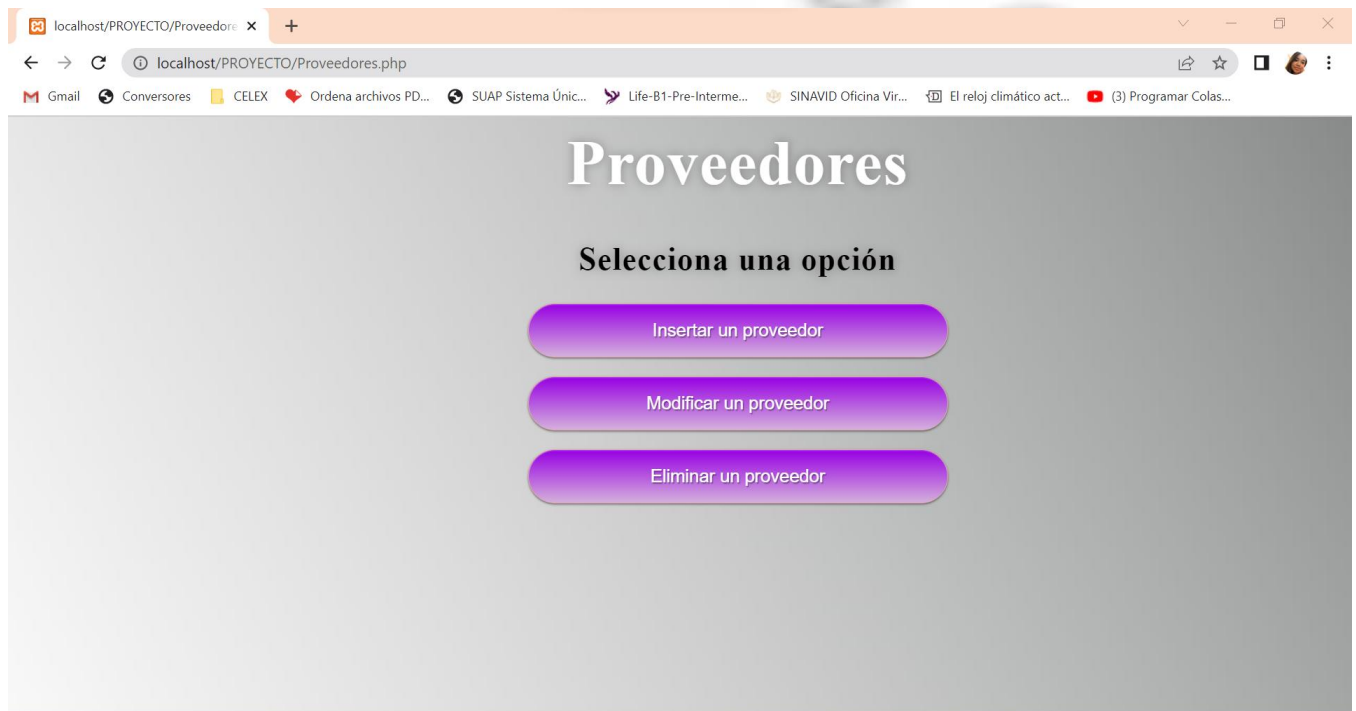 localhost/PROYECTO/Proveedore
localhost/PROYECTO/Proveedores.php
Gmail Conversores CELEX Ordena archivos PD... SUAP Sistema Únic... Life-B1-Pre-Interme... SINAVID Oficina Vir... El reloj climático act... (3) Programar Colas...
Proveedores
Selecciona una opción
Insertar un proveedor
Modificar un proveedor
Eliminar un proveedor